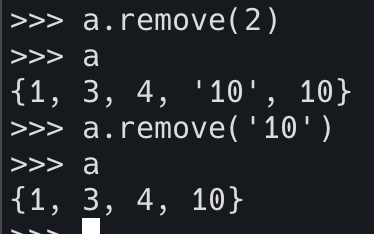 >>> a.remove(2)
>>> a
{1, 3, 4, '10', 10}
>>> a.remove('10')
>>> a
{1, 3, 4, 10}
>>>